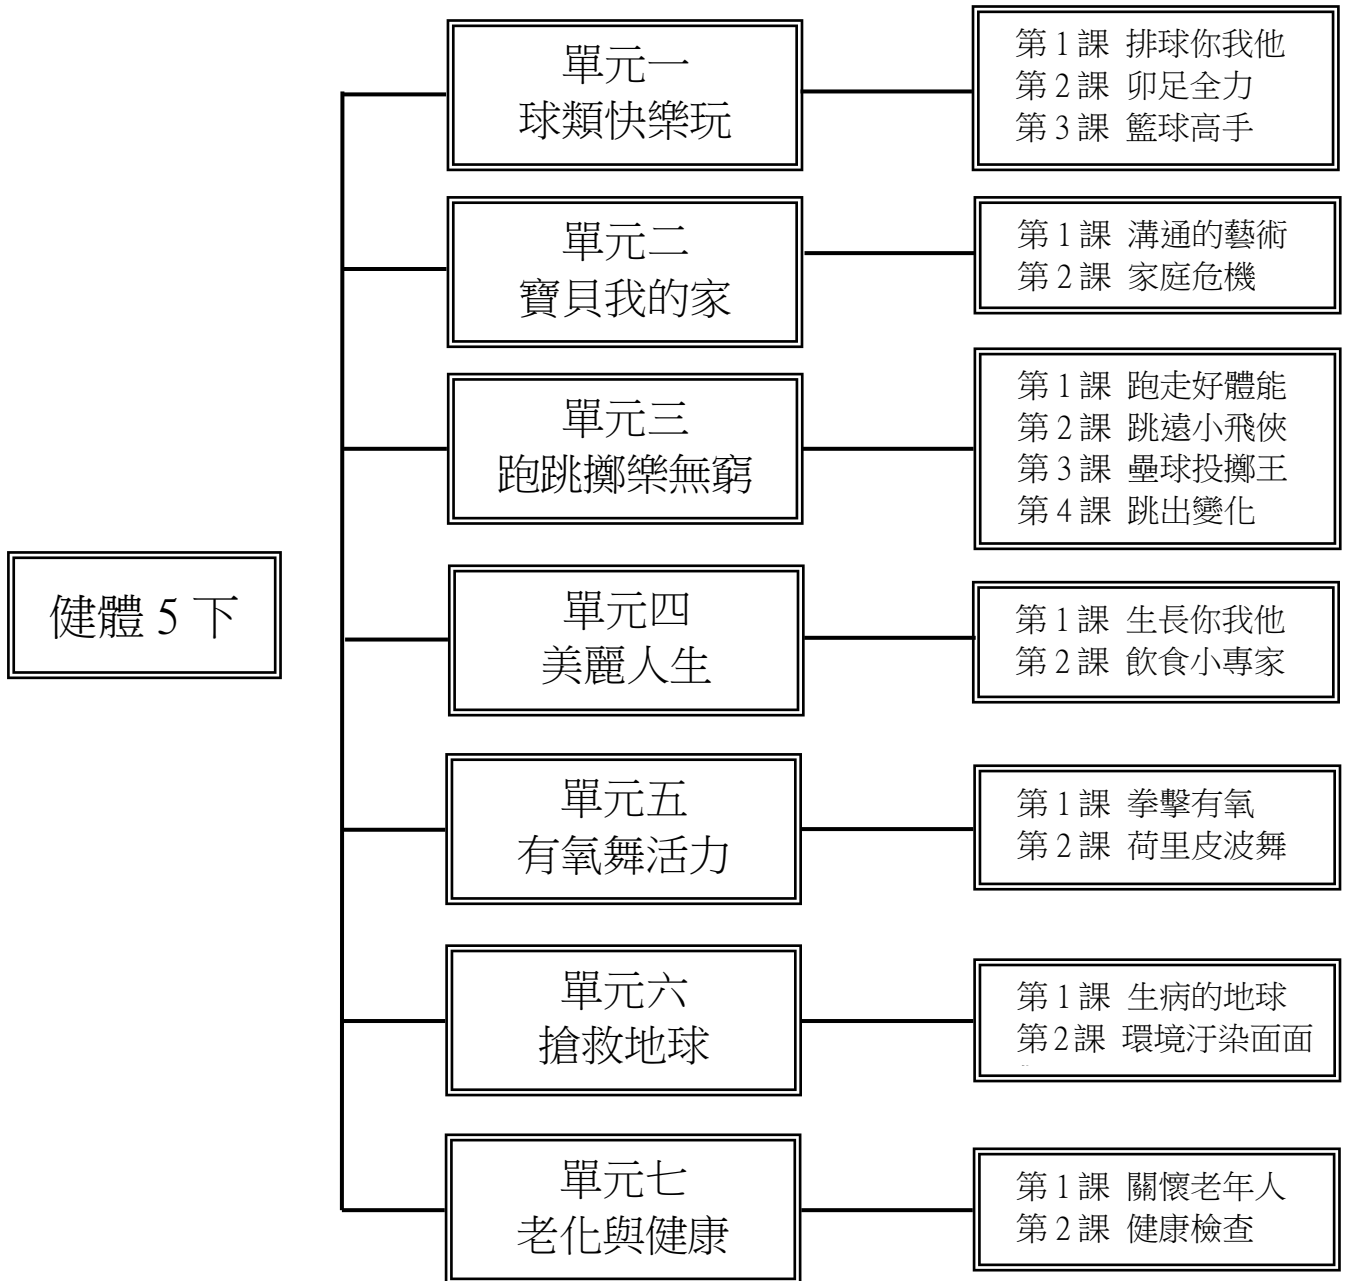 健體 5 下
單元一
球類快樂玩
第 1 課 排球你我他
第 2 課 卯足全力
第 3 課 籃球高手
單元二
寶貝我的家
第 1 課 溝通的藝術
第 2 課 家庭危機
單元三
跑跳擲樂無窮
第 1 課 跑走好體能
第 2 課 跳遠小飛俠
第 3 課 壘球投擲王
第 4 課 跳出變化
單元四
美麗人生
第 1 課 生長你我他
第 2 課 飲食小專家
單元五
有氧舞活力
第 1 課 拳擊有氧
第 2 課 荷里皮波舞
單元六
搶救地球
第 1 課 生病的地球
第 2 課 環境汙染面面
單元七
老化與健康
第 1 課 關懷老年人
第 2 課 健康檢查